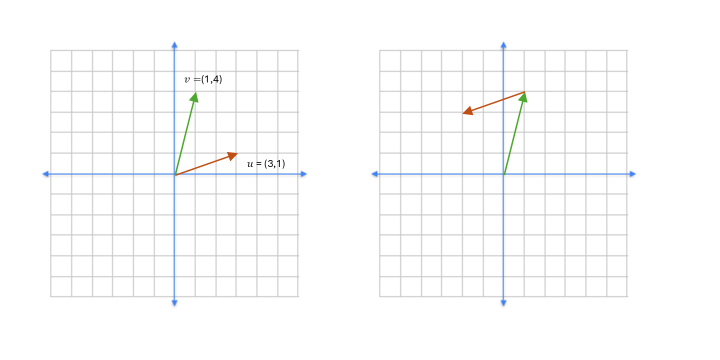 v =(1,4)
u = (3,1)